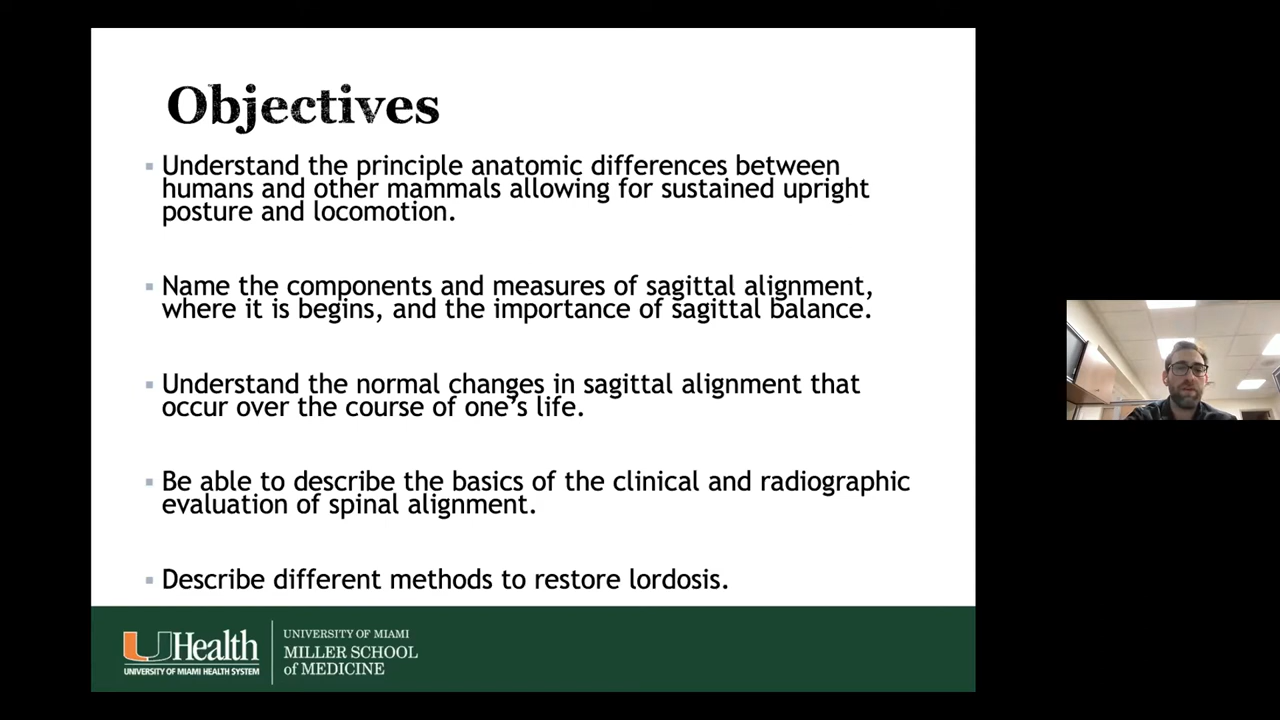 Objectives
Understand the principle anatomic differences between
humans and other mammals allowing for sustained upright
posture and locomotion.
Name the components and measures of sagittal alignment,
where it is begins, and the importance of sagittal balance.
Understand the normal changes in sagittal alignment that
occur over the course of one’s life.
Be able to describe the basics of the clinical and radiographic
evaluation of spinal alignment.
Describe different methods to restore lordosis.
UHealth
UNIVERSITY OF MIAMI HEALTH SYSTEM
UNIVERSITY OF MIAMI
MILLER SCHOOL
of MEDICINE